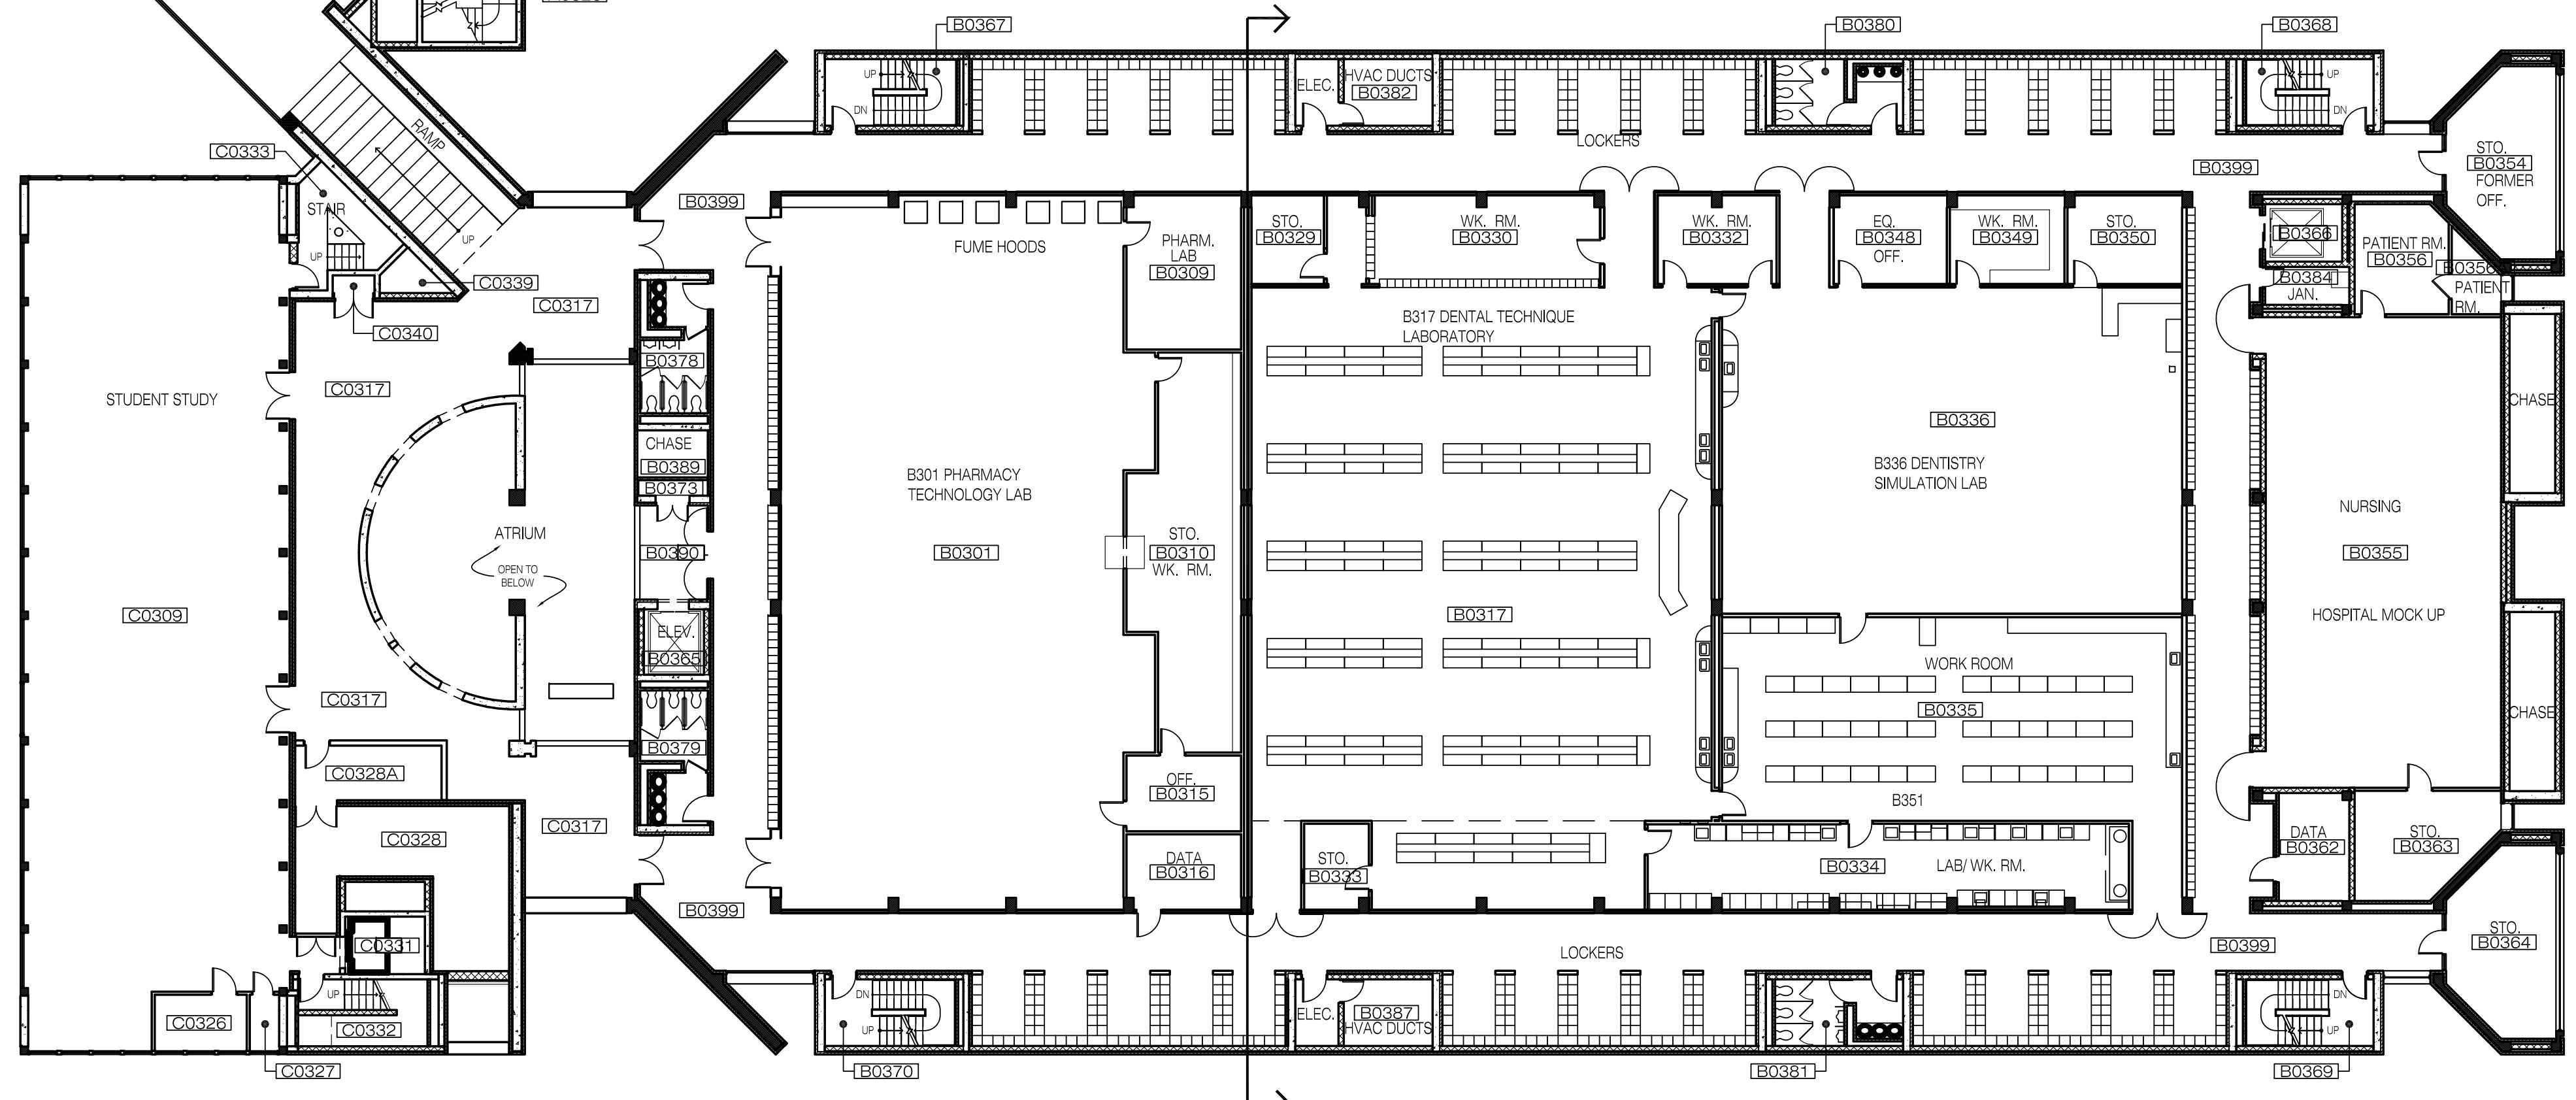 B0367
B0380
B0368
UP
DN
ELEC.
HVAC DUCTS
B0382
LOCKERS
UP
DN
B0399
STO.
B0354
FORMER
OFF.
RAMP
UP
C0333
STAIR
UP
C0339
C0340
C0317
B0399
FUME HOODS
PHARM.
LAB
B0309
STO.
B0329
WK. RM.
B0330
WK. RM.
B0332
EQ.
B0348
OFF.
WK. RM.
B0349
STO.
B0350
B0366
B0384
JAN.
PATIENT RM.
B0356
B0356
PATIENT
RM.
B317 DENTAL TECHNIQUE
LABORATORY
STUDENT STUDY
C0317
B0378
CHASE
B0389
B0373
B301 PHARMACY
TECHNOLOGY LAB
B0336
B336 DENTISTRY
SIMULATION LAB
CHASE
NURSING
ATRIUM
OPEN TO
BELOW
B0390
B0301
STO.
B0310
WK. RM.
B0355
C0309
ELEV.
B0365
B0317
HOSPITAL MOCK UP
WORK ROOM
B0335
B351
C0317
B0379
CHASE
C0328A
OFF.
B0315
C0317
C0328
DATA
B0316
STO.
B0333
B0334
LAB/ WK. RM.
DATA
B0362
STO.
B0363
B0399
C0331
LOCKERS
B0399
STO.
B0364
UP
C0326
C0332
C0327
DN
UP
ELEC.
B0387
HVAC DUCTS
DN
UP
B0370
B0381
B0369